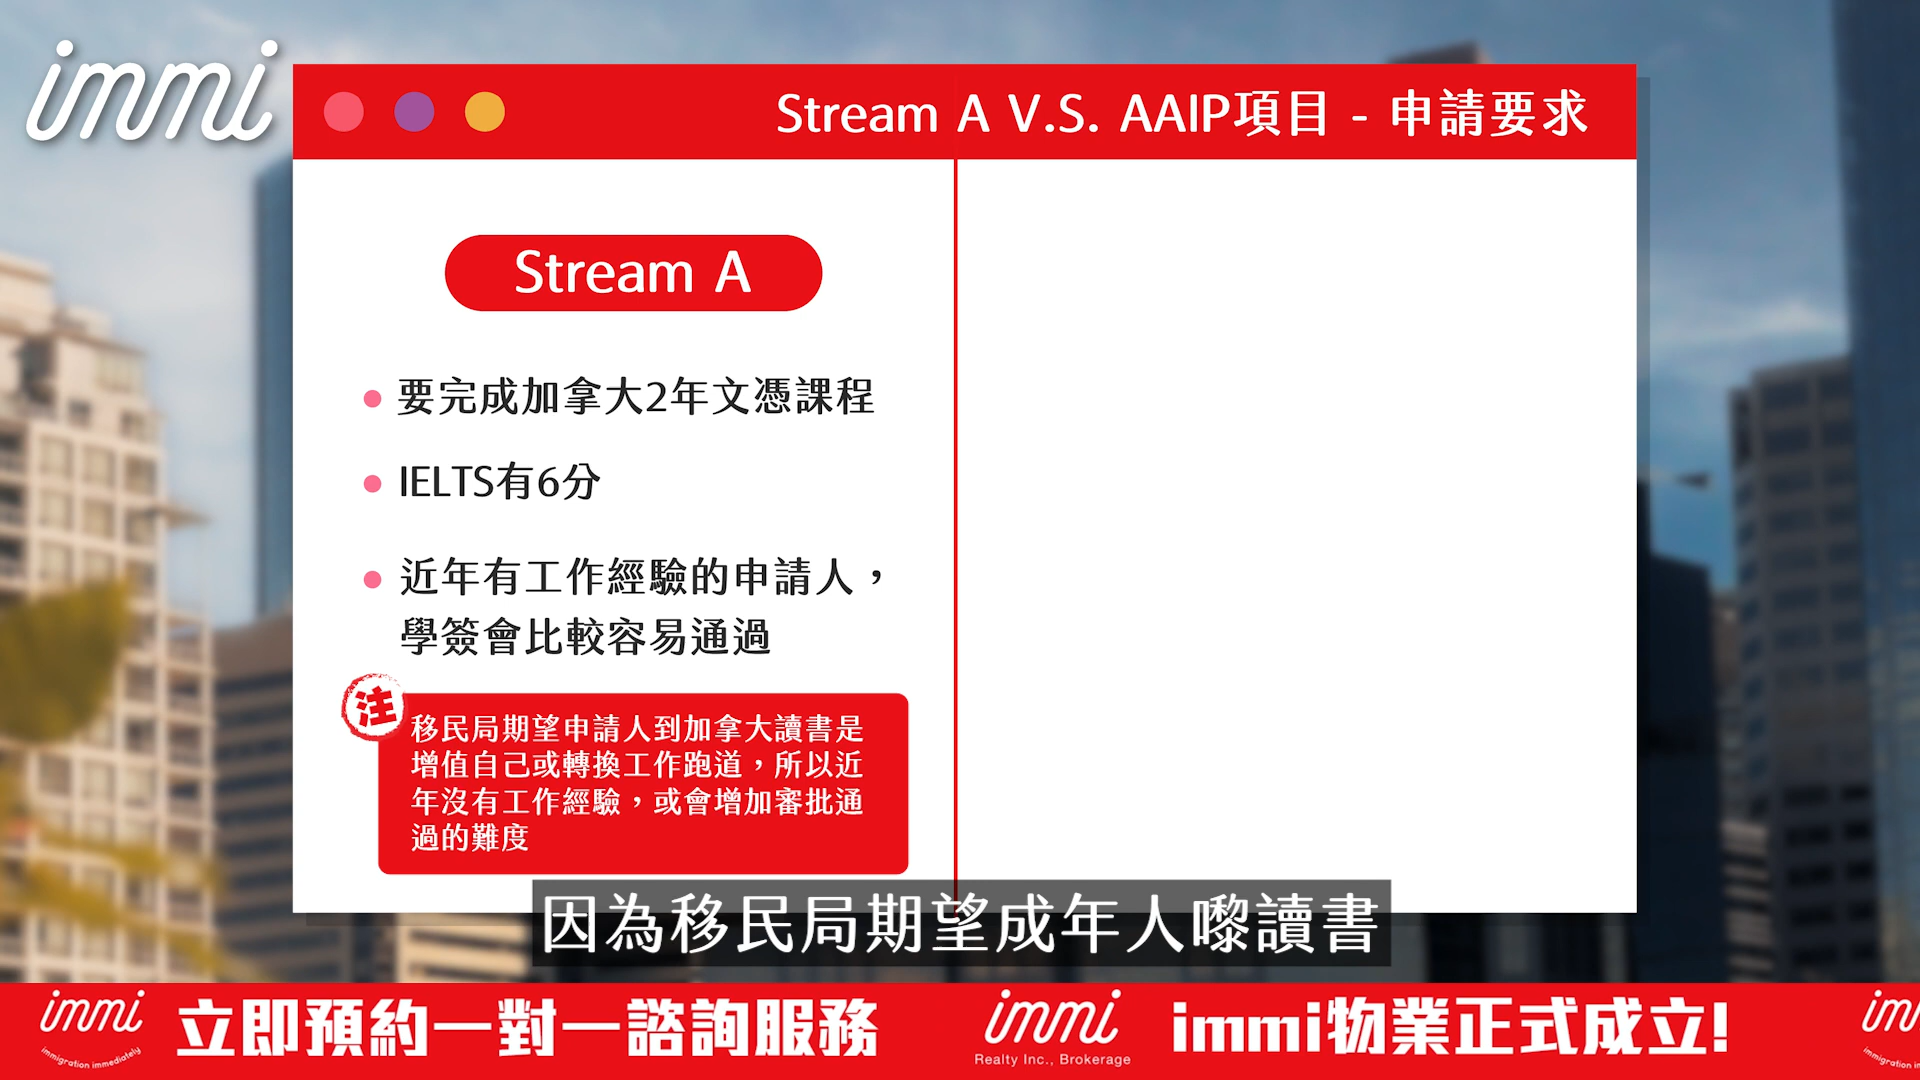 immi
Stream A V.S. AAIP項目 - 申請要求
Stream A
要完成加拿大2年文憑課程
IELTS有6分
近年有工作經驗的申請人，
學簽會比較容易通過
注
移民局期望申請人到加拿大讀書是
增值自己或轉換工作跑道，所以近
年沒有工作經驗，或會增加審批通
過的難度
因為移民局期望成年人嚟讀書
immi
immigration immediately
立即預約一對一諮詢服務
immi
Realty Inc., Brokerage
immi物業正式成立!